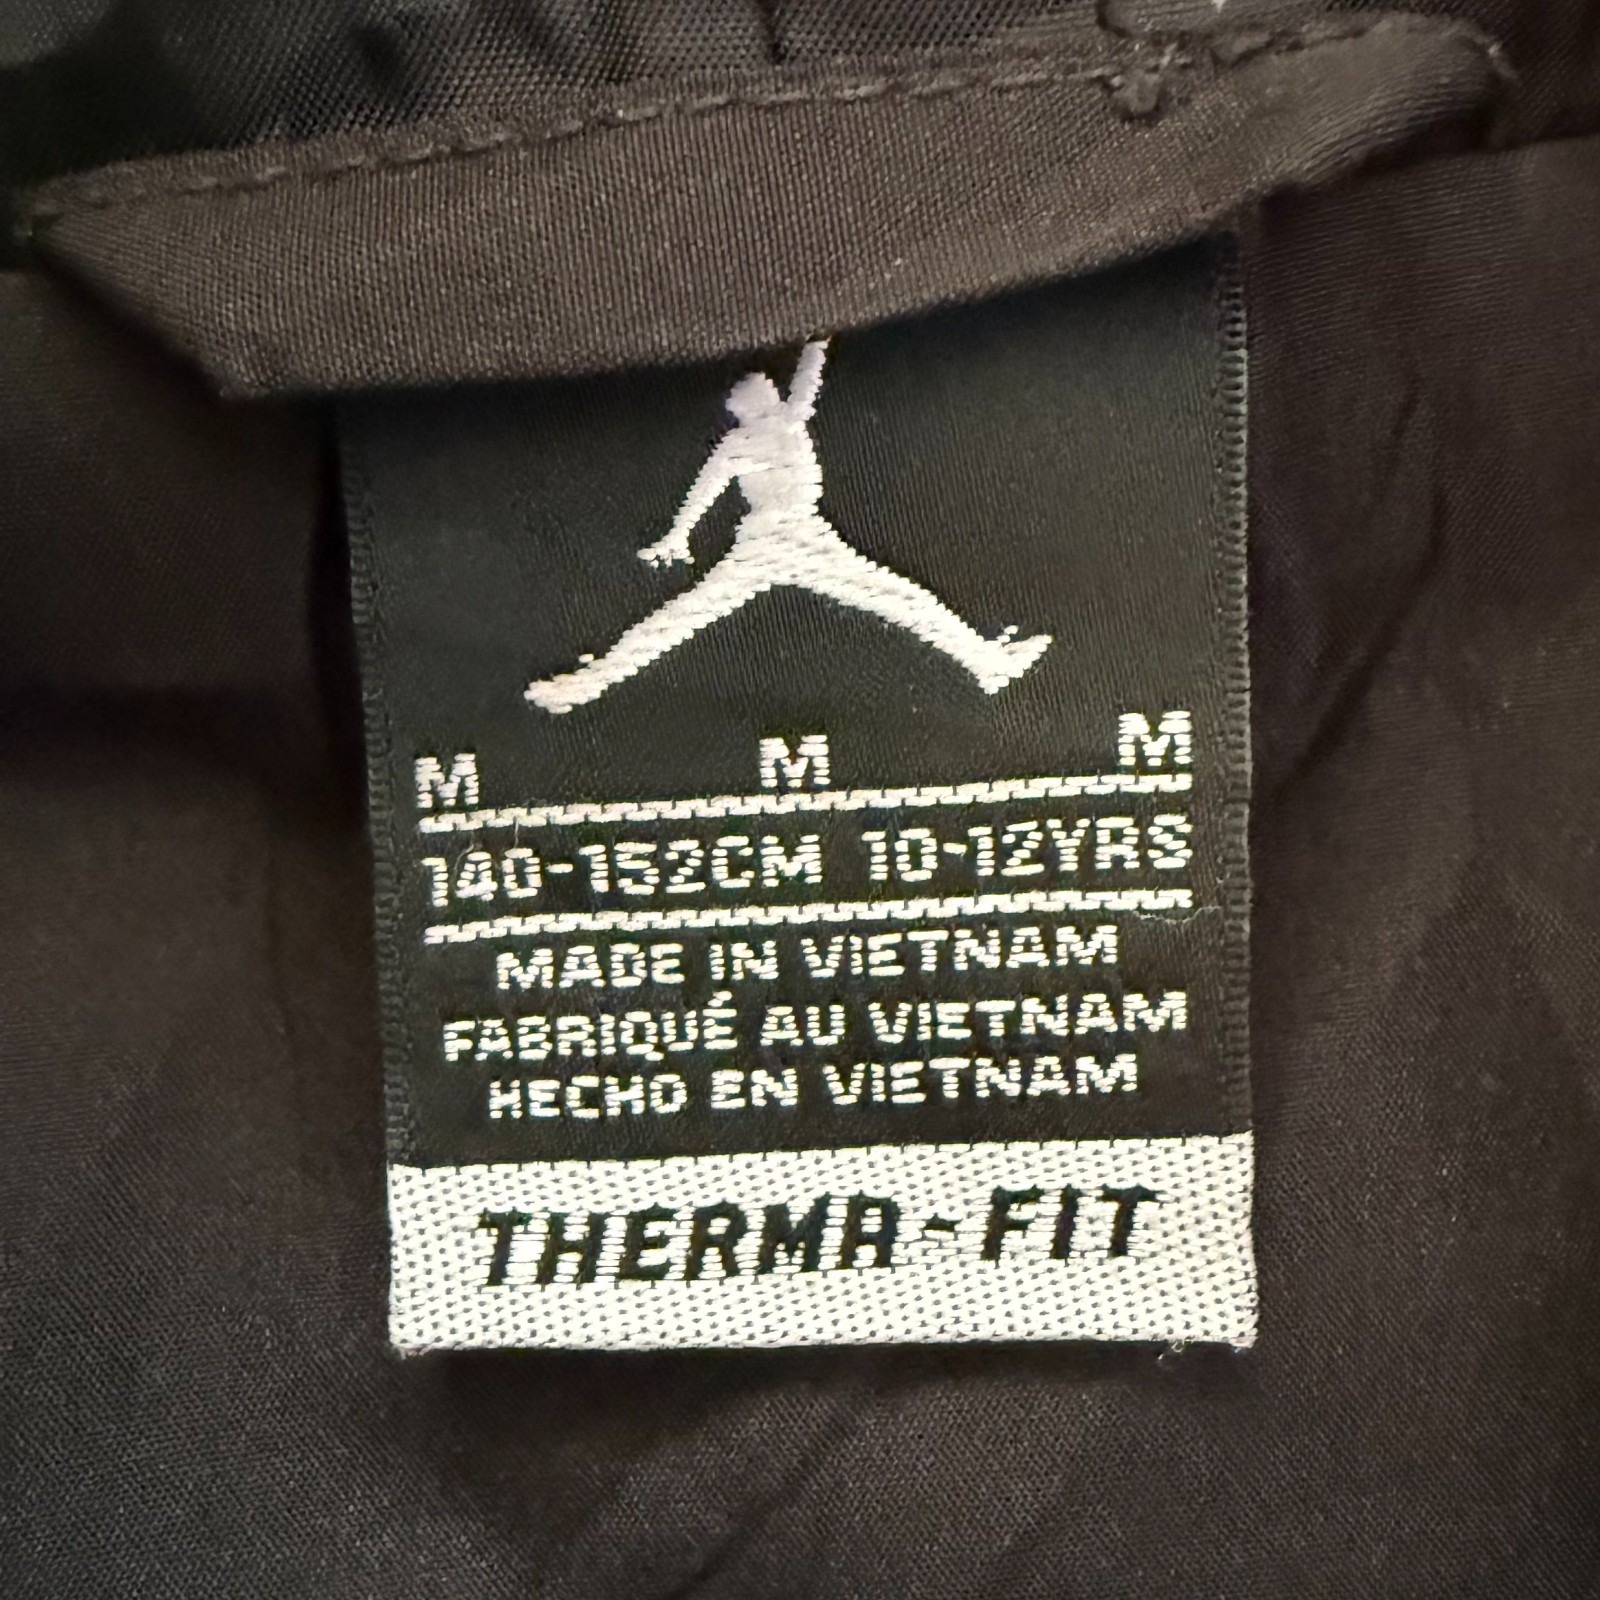 M M M
140-152CM 10-12YRS
MADE IN VIETNAM
FABRIQUÉ AU VIETNAM
HECHO EN VIETNAM
THERMA-FIT